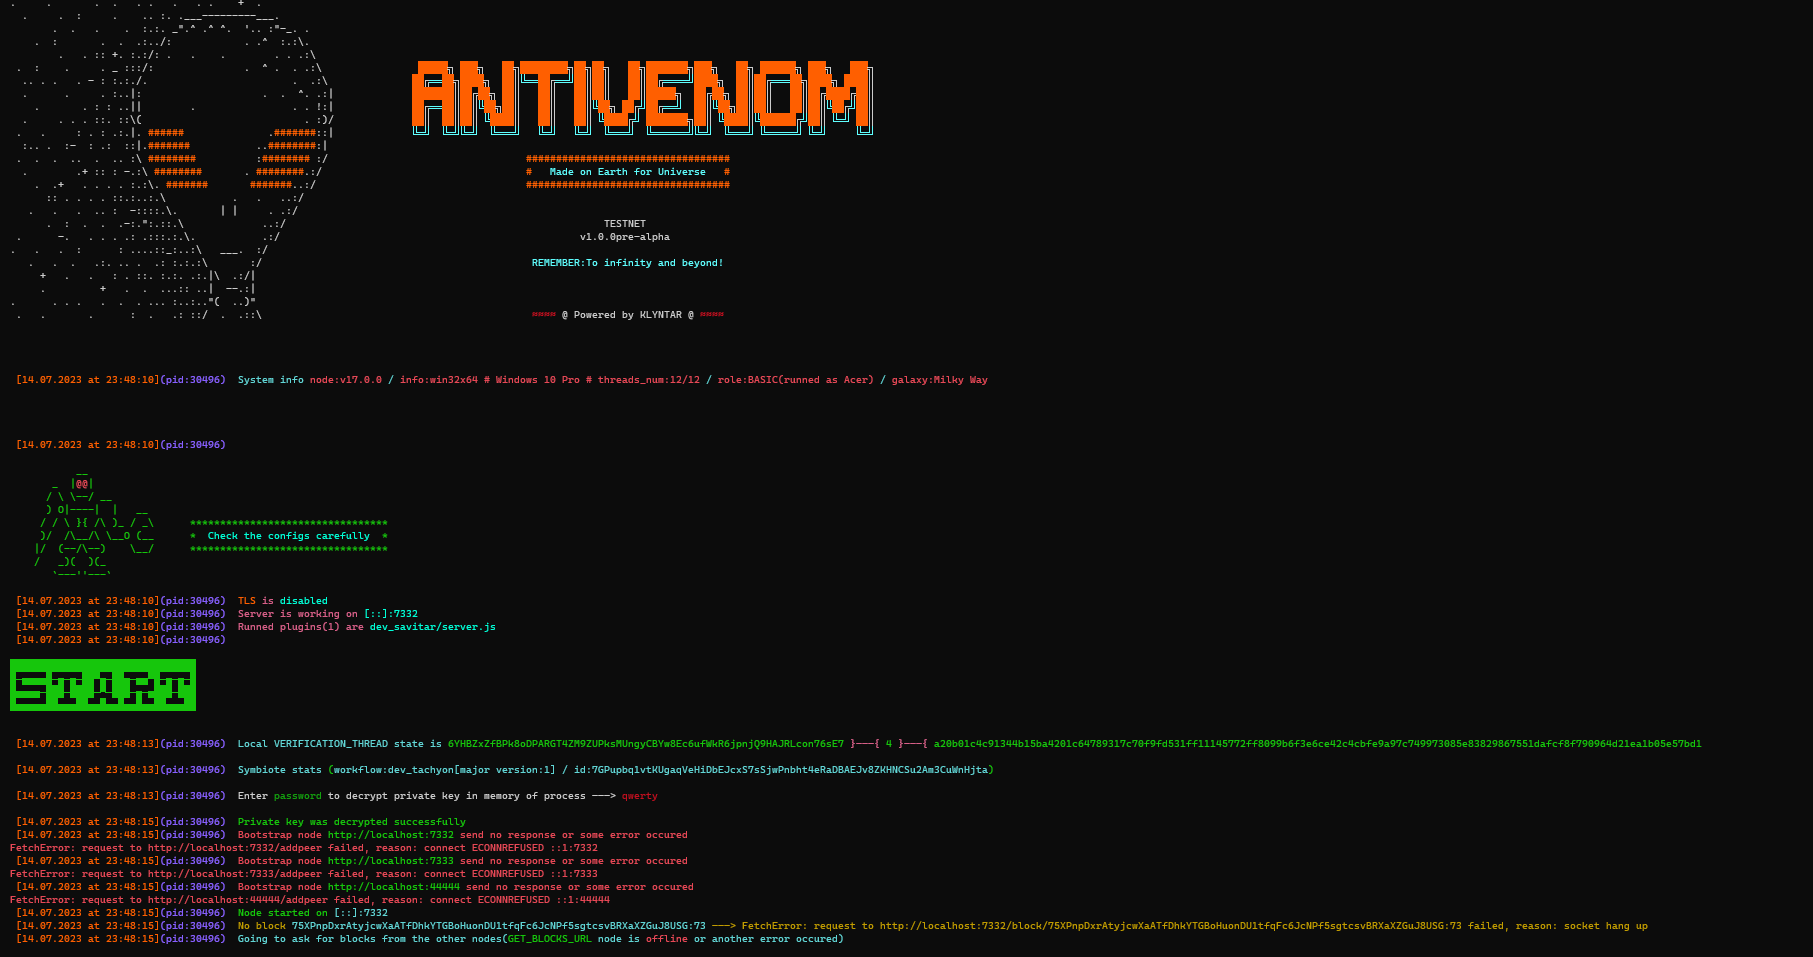 ANTIVENOM
#################################
# Made on Earth for Universe #
#################################
TESTNET
v1.0.0pre-alpha
REMEMBER:To infinity and beyond!
@ Powered by KLYNTAR @
[14.07.2023 at 23:48:10](pid:30496) System info node:v17.0.0 / info:win32x64 # Windows 10 Pro # threads_num:12/12 / role:BASIC(runned as Acer) / galaxy:Milky Way
[14.07.2023 at 23:48:10](pid:30496)
*********************************
* Check the configs carefully *
*********************************
[14.07.2023 at 23:48:10](pid:30496) TLS is disabled
[14.07.2023 at 23:48:10](pid:30496) Server is working on [::]:7332
[14.07.2023 at 23:48:10](pid:30496) Runned plugins(1) are dev_savitar/server.js
[14.07.2023 at 23:48:10](pid:30496)
[14.07.2023 at 23:48:13](pid:30496) Local VERIFICATION_THREAD state is 6YHBZxZfBPk8oDPARGT4ZM9ZUPksMUngyCBYw8Ec6ufWkR6jpnjQ9HAJRLcon76sE7 }---{ 4 }---{ a20b01c4c91344b15ba4201c64789317c70f9fd531ff11145772ff8099b6f3e6ce42c4cbfe9a97c749973085e83829867551dafcf8f790964d21ea1b05e57bd1
[14.07.2023 at 23:48:13](pid:30496) Symbiote stats (workflow:dev_tachyon[major version:1] / id:7GPupbq1vtKUgaqVeHiDbEJcxS7sSjwPnbht4eRaDBAEJv8ZKHNCSu2Am3CuWnHjta)
[14.07.2023 at 23:48:13](pid:30496) Enter password to decrypt private key in memory of process ---> qwerty
[14.07.2023 at 23:48:15](pid:30496) Private key was decrypted successfully
[14.07.2023 at 23:48:15](pid:30496) Bootstrap node http://localhost:7332 send no response or some error occured
FetchError: request to http://localhost:7332/addpeer failed, reason: connect ECONNREFUSED ::1:7332
[14.07.2023 at 23:48:15](pid:30496) Bootstrap node http://localhost:7333 send no response or some error occured
FetchError: request to http://localhost:7333/addpeer failed, reason: connect ECONNREFUSED ::1:7333
[14.07.2023 at 23:48:15](pid:30496) Bootstrap node http://localhost:44444 send no response or some error occured
FetchError: request to http://localhost:44444/addpeer failed, reason: connect ECONNREFUSED ::1:44444
[14.07.2023 at 23:48:15](pid:30496) Node started on [::]:7332
[14.07.2023 at 23:48:15](pid:30496) No block 75XPnpDxrAtyjcwXaATfDhkYTGBoHuonDU1tfqFc6JcNPf5sgtcsvBRXaXZGuJ8USG:73 ---> FetchError: request to http://localhost:7332/block/75XPnpDxrAtyjcwXaATfDhkYTGBoHuonDU1tfqFc6JcNPf5sgtcsvBRXaXZGuJ8USG:73 failed, reason: socket hang up
[14.07.2023 at 23:48:15](pid:30496) Going to ask for blocks from the other nodes(GET_BLOCKS_URL node is offline or another error occured)